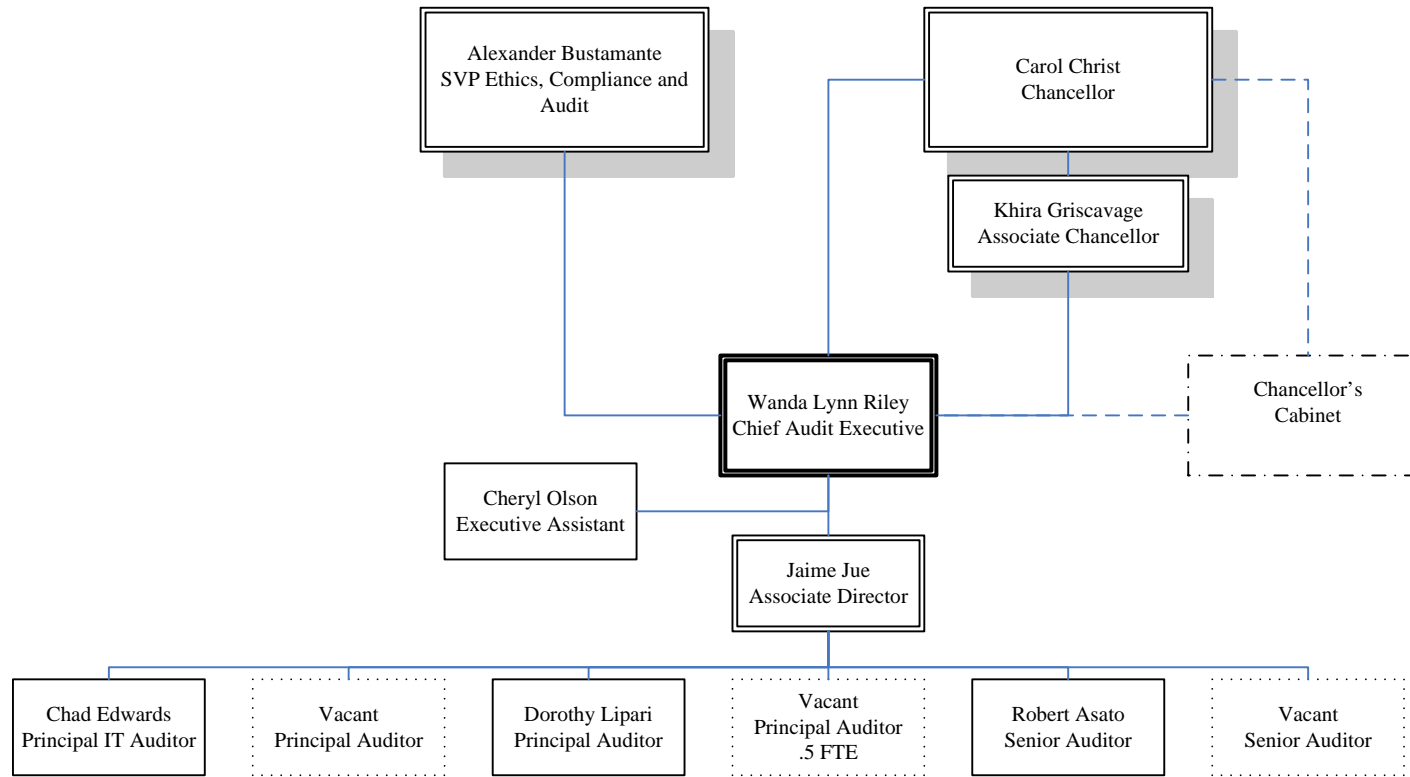 Alexander Bustamante
SVP Ethics, Compliance and
Audit
Carol Christ
Chancellor
Khira Griscavage
Associate Chancellor
Wanda Lynn Riley
Chief Audit Executive
Chancellor’s
Cabinet
Cheryl Olson
Executive Assistant
Jaime Jue
Associate Director
Chad Edwards
Principal IT Auditor
Vacant
Principal Auditor
Dorothy Lipari
Principal Auditor
Vacant
Principal Auditor
.5 FTE
Robert Asato
Senior Auditor
Vacant
Senior Auditor